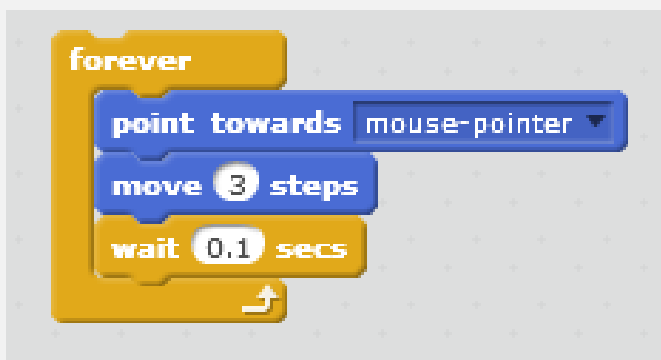 forever
point towards mouse-pointer
move 3 steps
wait 0.1 secs